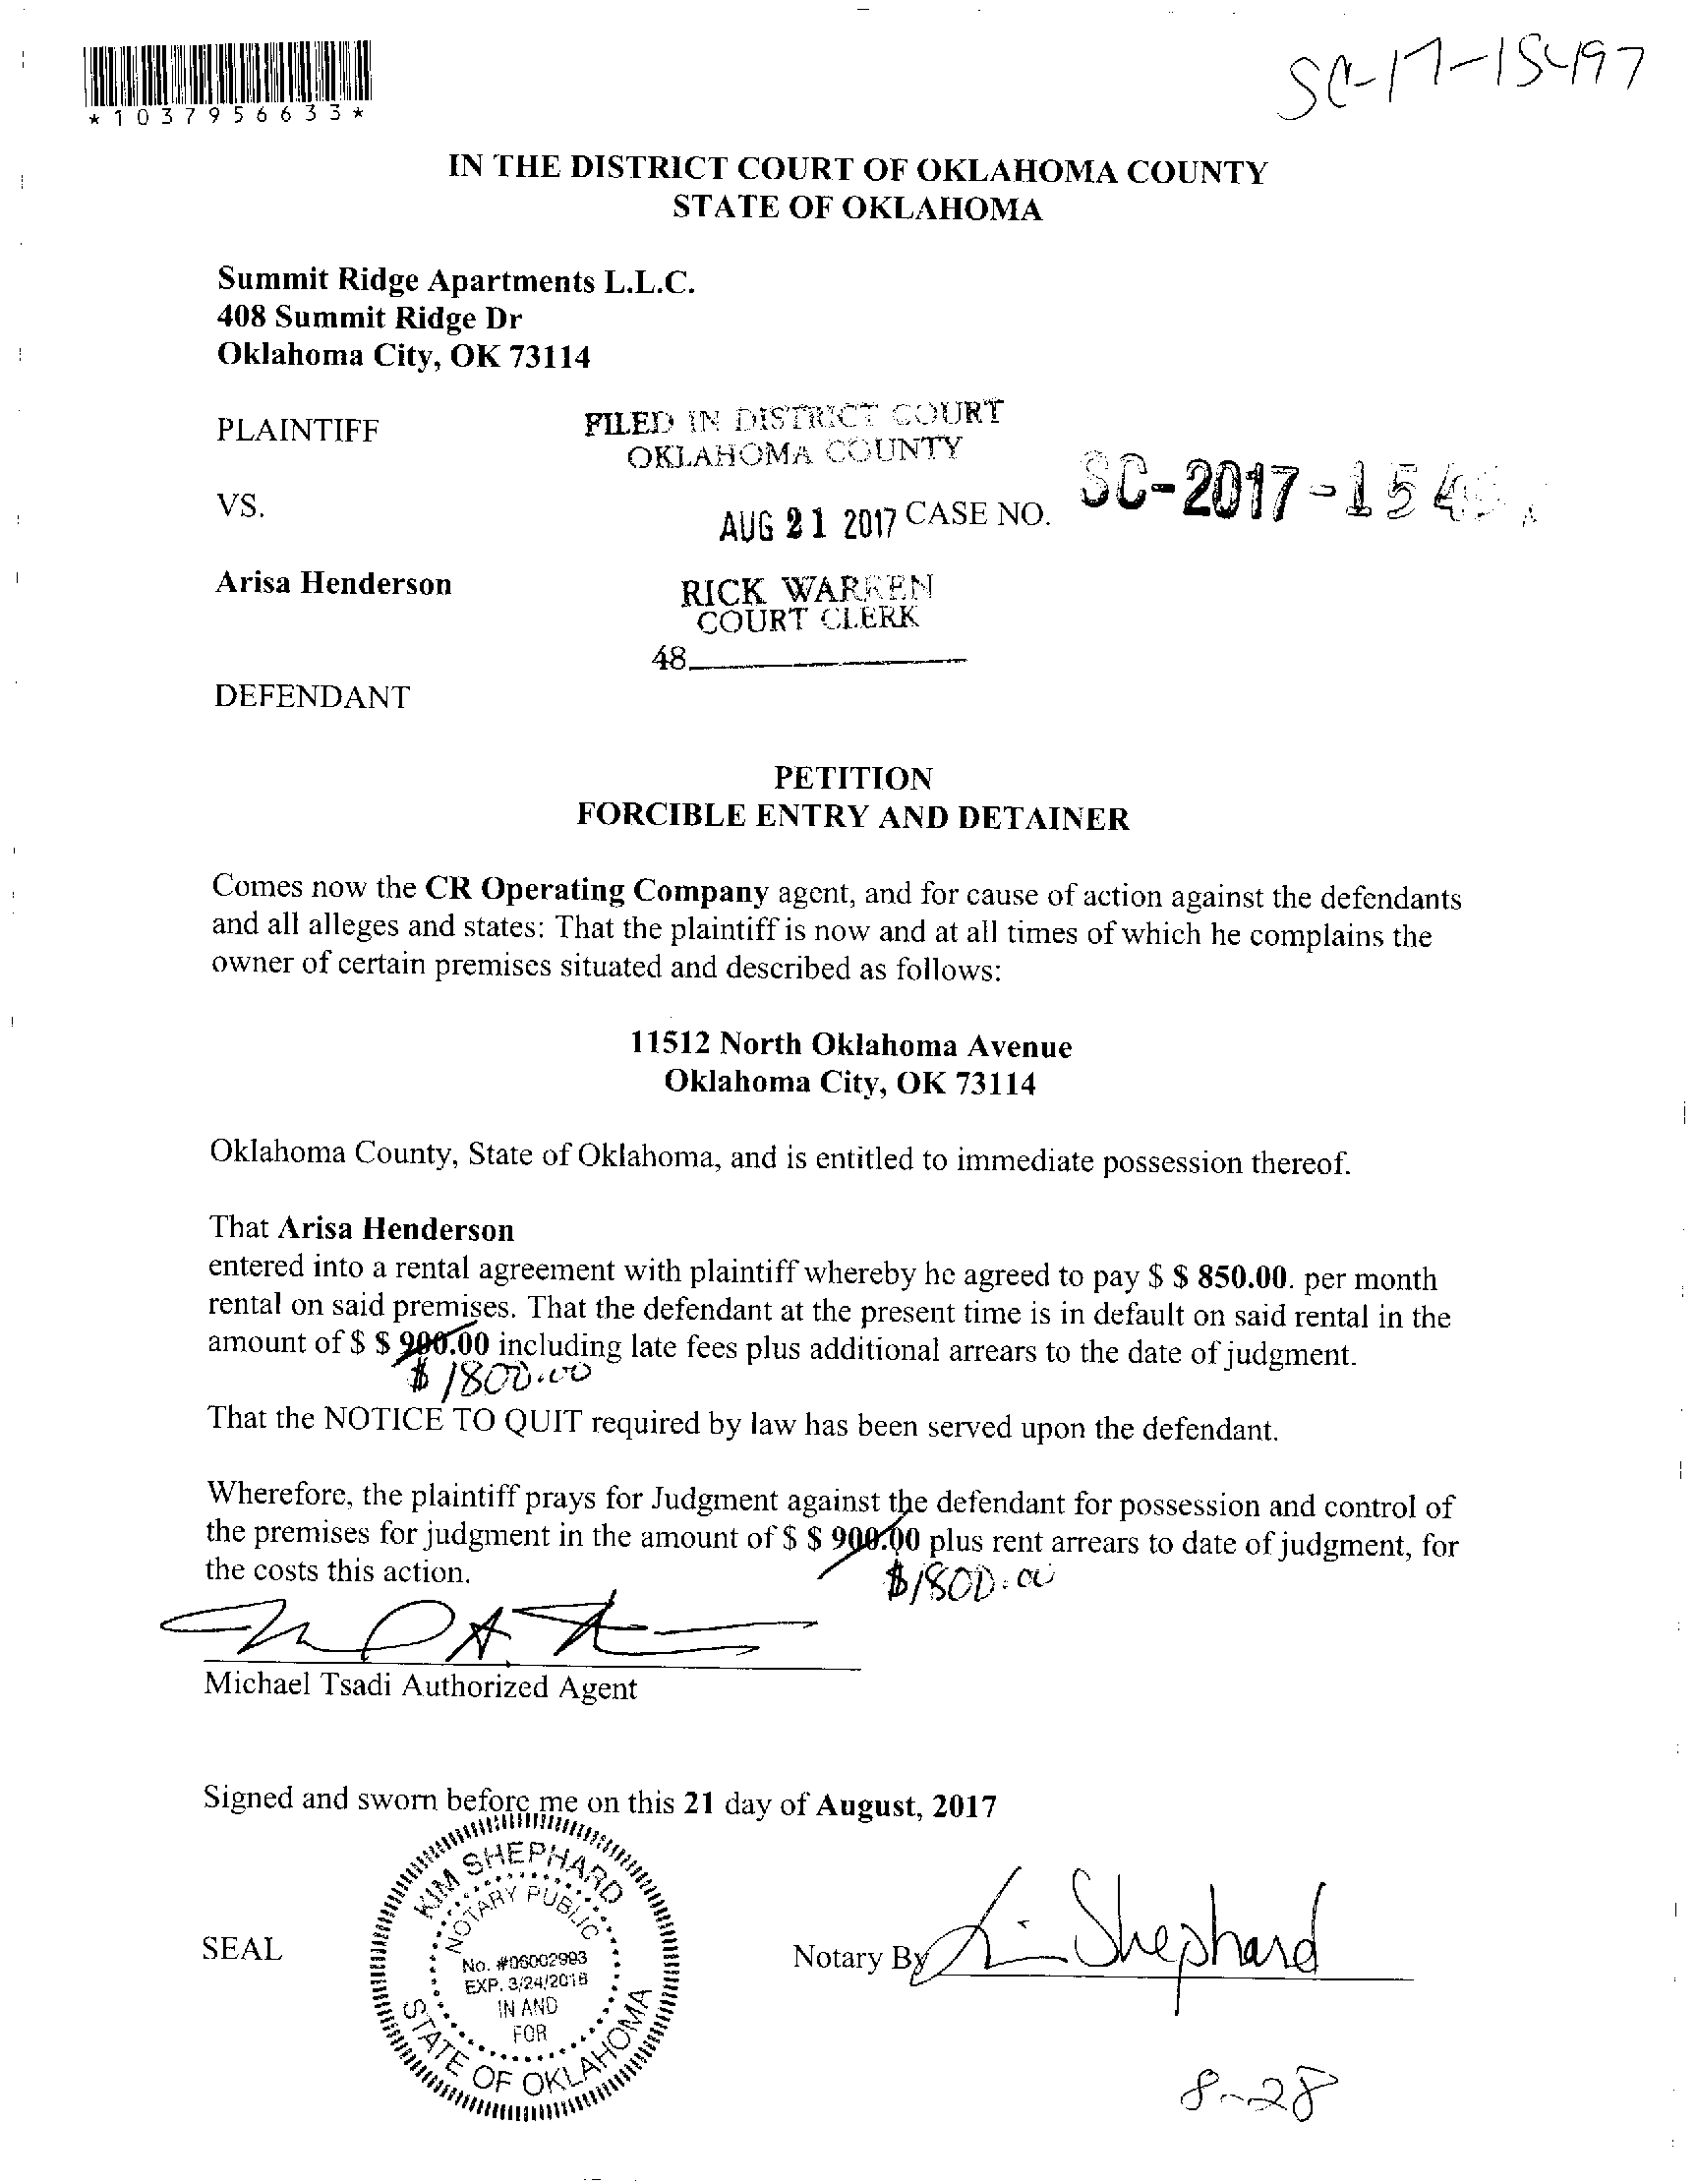 *1037956633*
SC-17-15497
IN THE DISTRICT COURT OF OKLAHOMA COUNTY
STATE OF OKLAHOMA
Summit Ridge Apartments L.L.C.
408 Summit Ridge Dr
Oklahoma City, OK 73114
PLAINTIFF
FILED IN DISTRICT COURT
OKLAHOMA COUNTY
VS.
AUG 21 2017 CASE NO. SC-2017-154
Arisa Henderson
RICK WARREN
COURT CLERK
48
DEFENDANT
PETITION
FORCIBLE ENTRY AND DETAINER
Comes now the CR Operating Company agent, and for cause of action against the defendants
and all alleges and states: That the plaintiff is now and at all times of which he complains the
owner of certain premises situated and described as follows:
11512 North Oklahoma Avenue
Oklahoma City, OK 73114
Oklahoma County, State of Oklahoma, and is entitled to immediate possession thereof.
That Arisa Henderson
entered into a rental agreement with plaintiff whereby he agreed to pay $ $ 850.00. per month
rental on said premises. That the defendant at the present time is in default on said rental in the
amount of $ $ 900.00 including late fees plus additional arrears to the date of judgment.
$1800.00
That the NOTICE TO QUIT required by law has been served upon the defendant.
Wherefore, the plaintiff prays for Judgment against the defendant for possession and control of
the premises for judgment in the amount of $ $ 900.00 plus rent arrears to date of judgment, for
the costs this action.
$1800.00
Michael Tsadi Authorized Agent
Signed and sworn before me on this 21 day of August, 2017
SEAL
KIM SHEPHARD
NOTARY PUBLIC
No. #06002993
EXP. 3/24/2018
IN AND
FOR
STATE OF OKLAHOMA
Notary By Kim Shephard
8-28